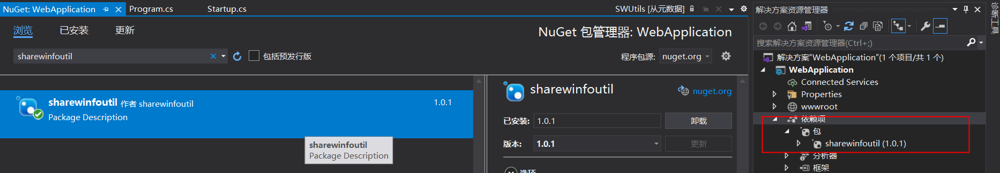 NuGet: WebApplication
Program.cs
Startup.cs
SWUtils [从元数据]
浏览
已安装
更新
NuGet 包管理器: WebApplication
sharewinfoutil
包括预发行版
程序包源: nuget.org
sharewinfoutil 作者 sharewinfoutil
1.0.1
Package Description
sharewinfoutil
Package Description
sharewinfoutil
nuget.org
已安装: 1.0.1
卸载
版本: 1.0.1
更新
选项
解决方案资源管理器
搜索解决方案资源管理器(Ctrl+;)
解决方案"WebApplication"(1 个项目/共 1 个)
WebApplication
Connected Services
Properties
wwwroot
依赖项
包
sharewinfoutil (1.0.1)
分析器
框架
诊断工具